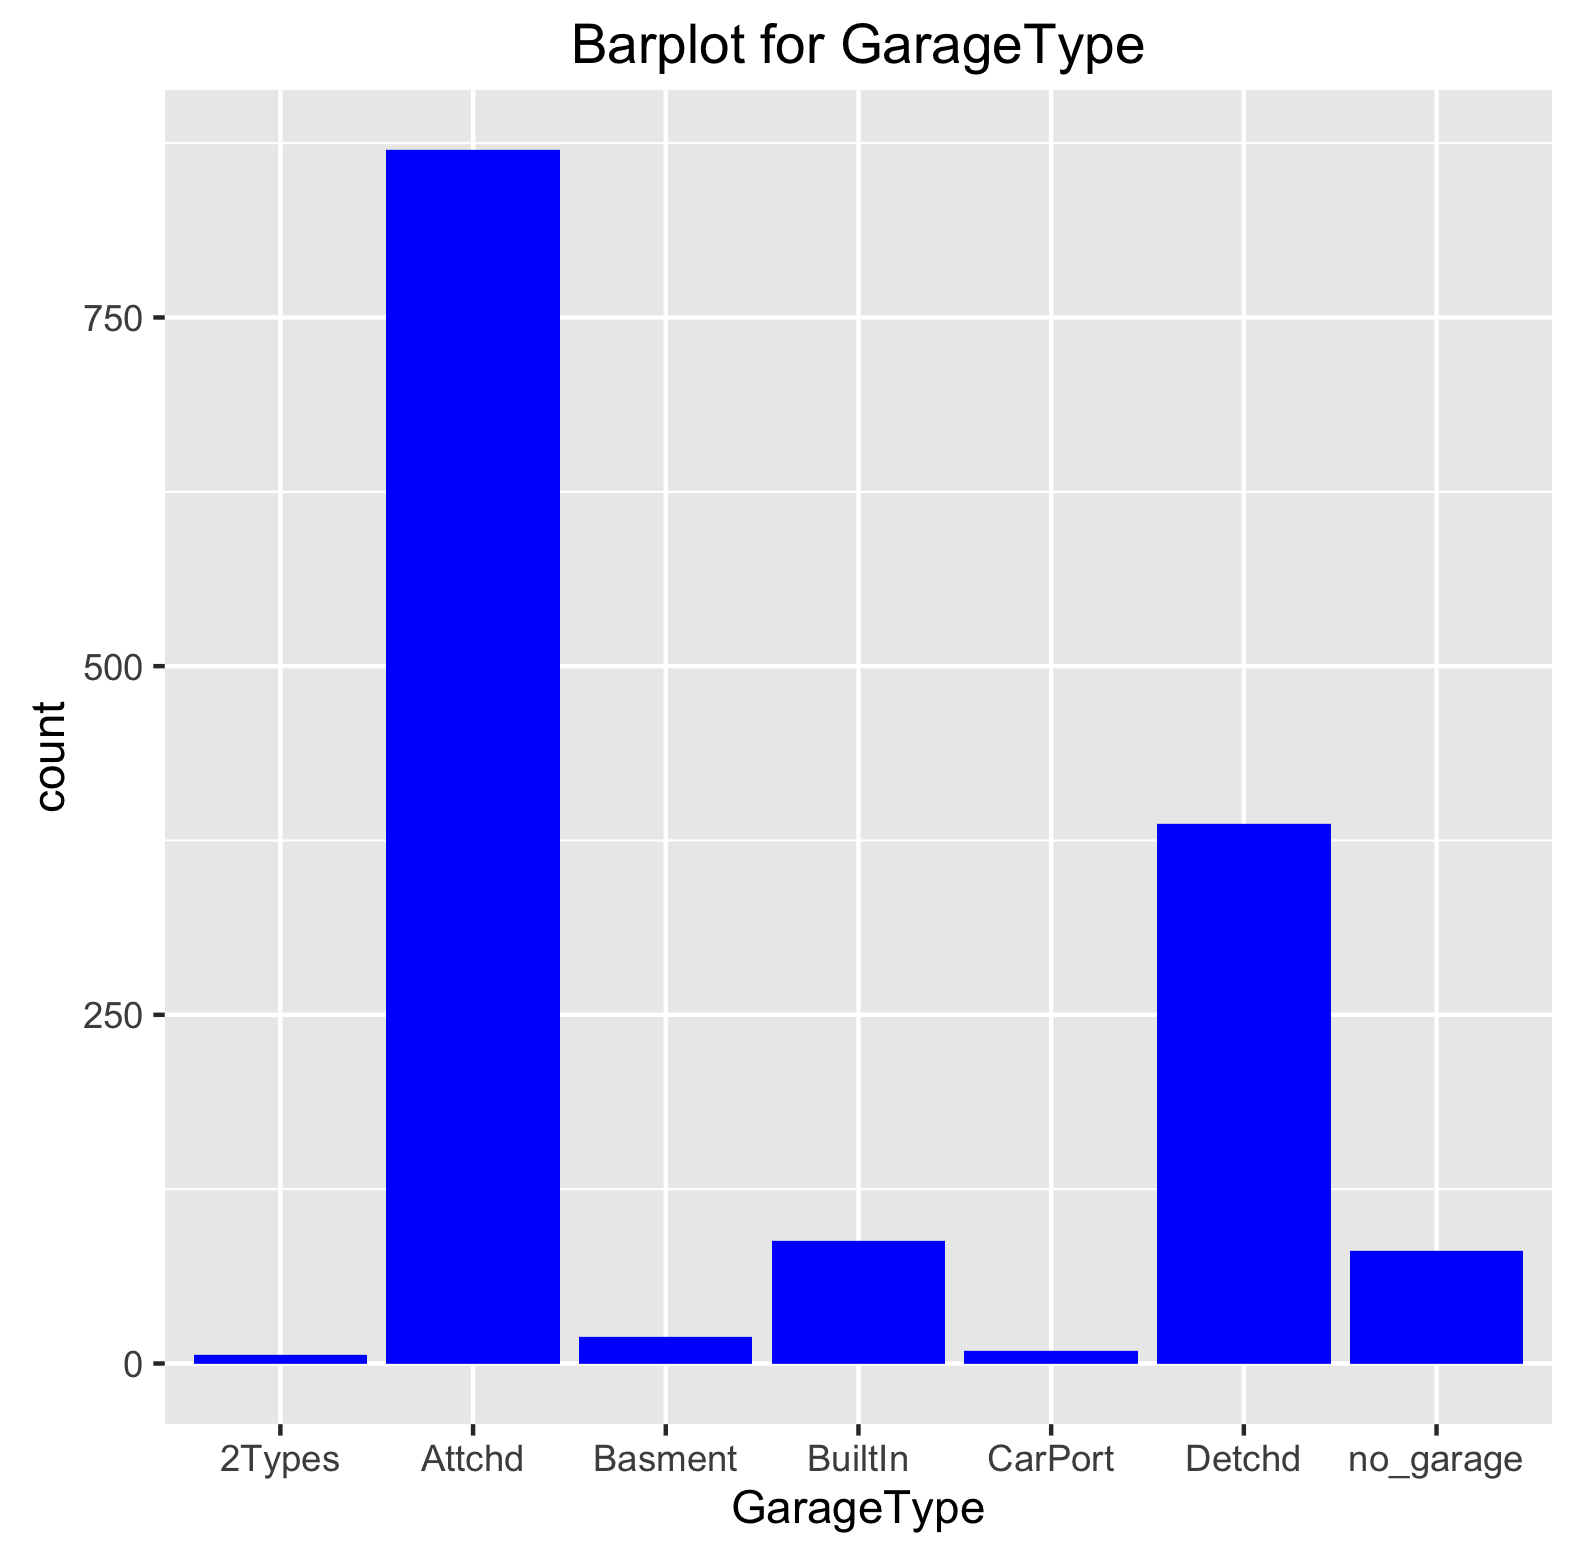 Barplot for GarageType
count
750
500
250
0
2Types Attchd Basment BuiltIn CarPort Detchd no_garage
GarageType